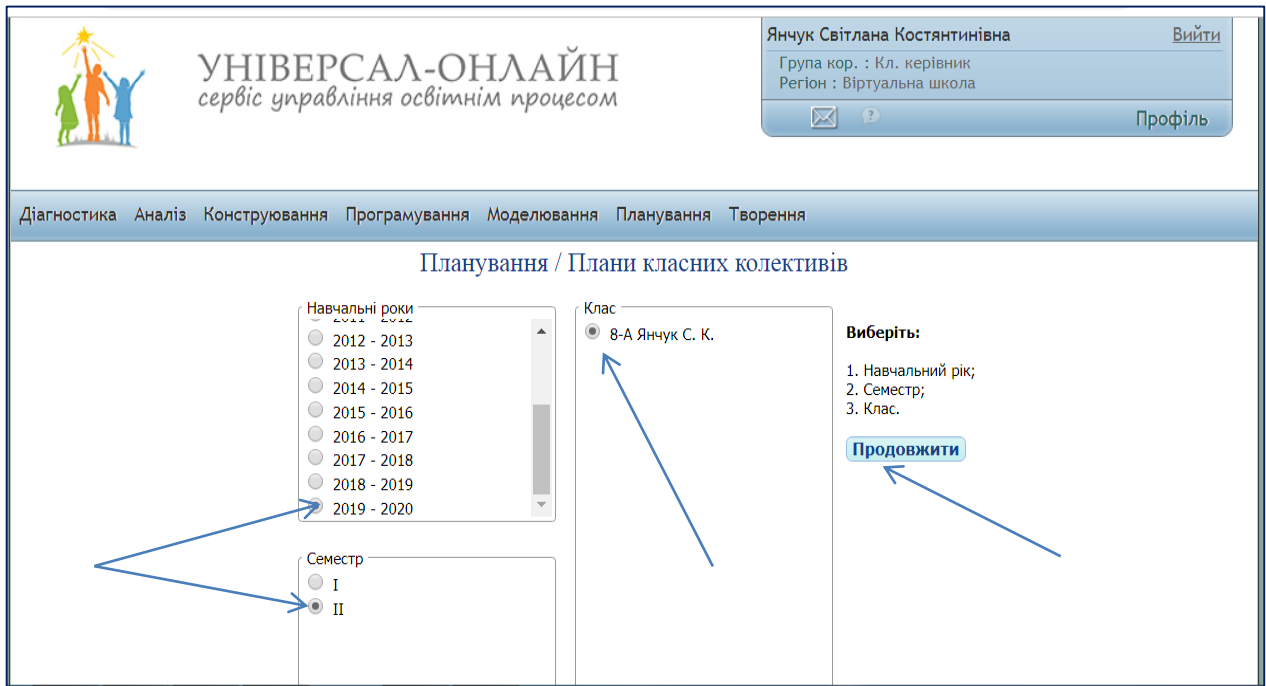 УНІВЕРСАЛ-ОНЛАЙН
сервіс управління освітнім процесом
Янчук Світлана Костянтинівна Вийти
Група кор. : Кл. керівник
Регіон : Віртуальна школа
?
Профіль
Діагностика Аналіз Конструювання Програмування Моделювання Планування Творення
Планування / Плани класних колективів
Навчальні роки
2011 - 2012
2012 - 2013
2013 - 2014
2014 - 2015
2015 - 2016
2016 - 2017
2017 - 2018
2018 - 2019
2019 - 2020
Семестр
I
II
Клас
8-А Янчук С. К.
Виберіть:
1. Навчальний рік;
2. Семестр;
3. Клас.
Продовжити